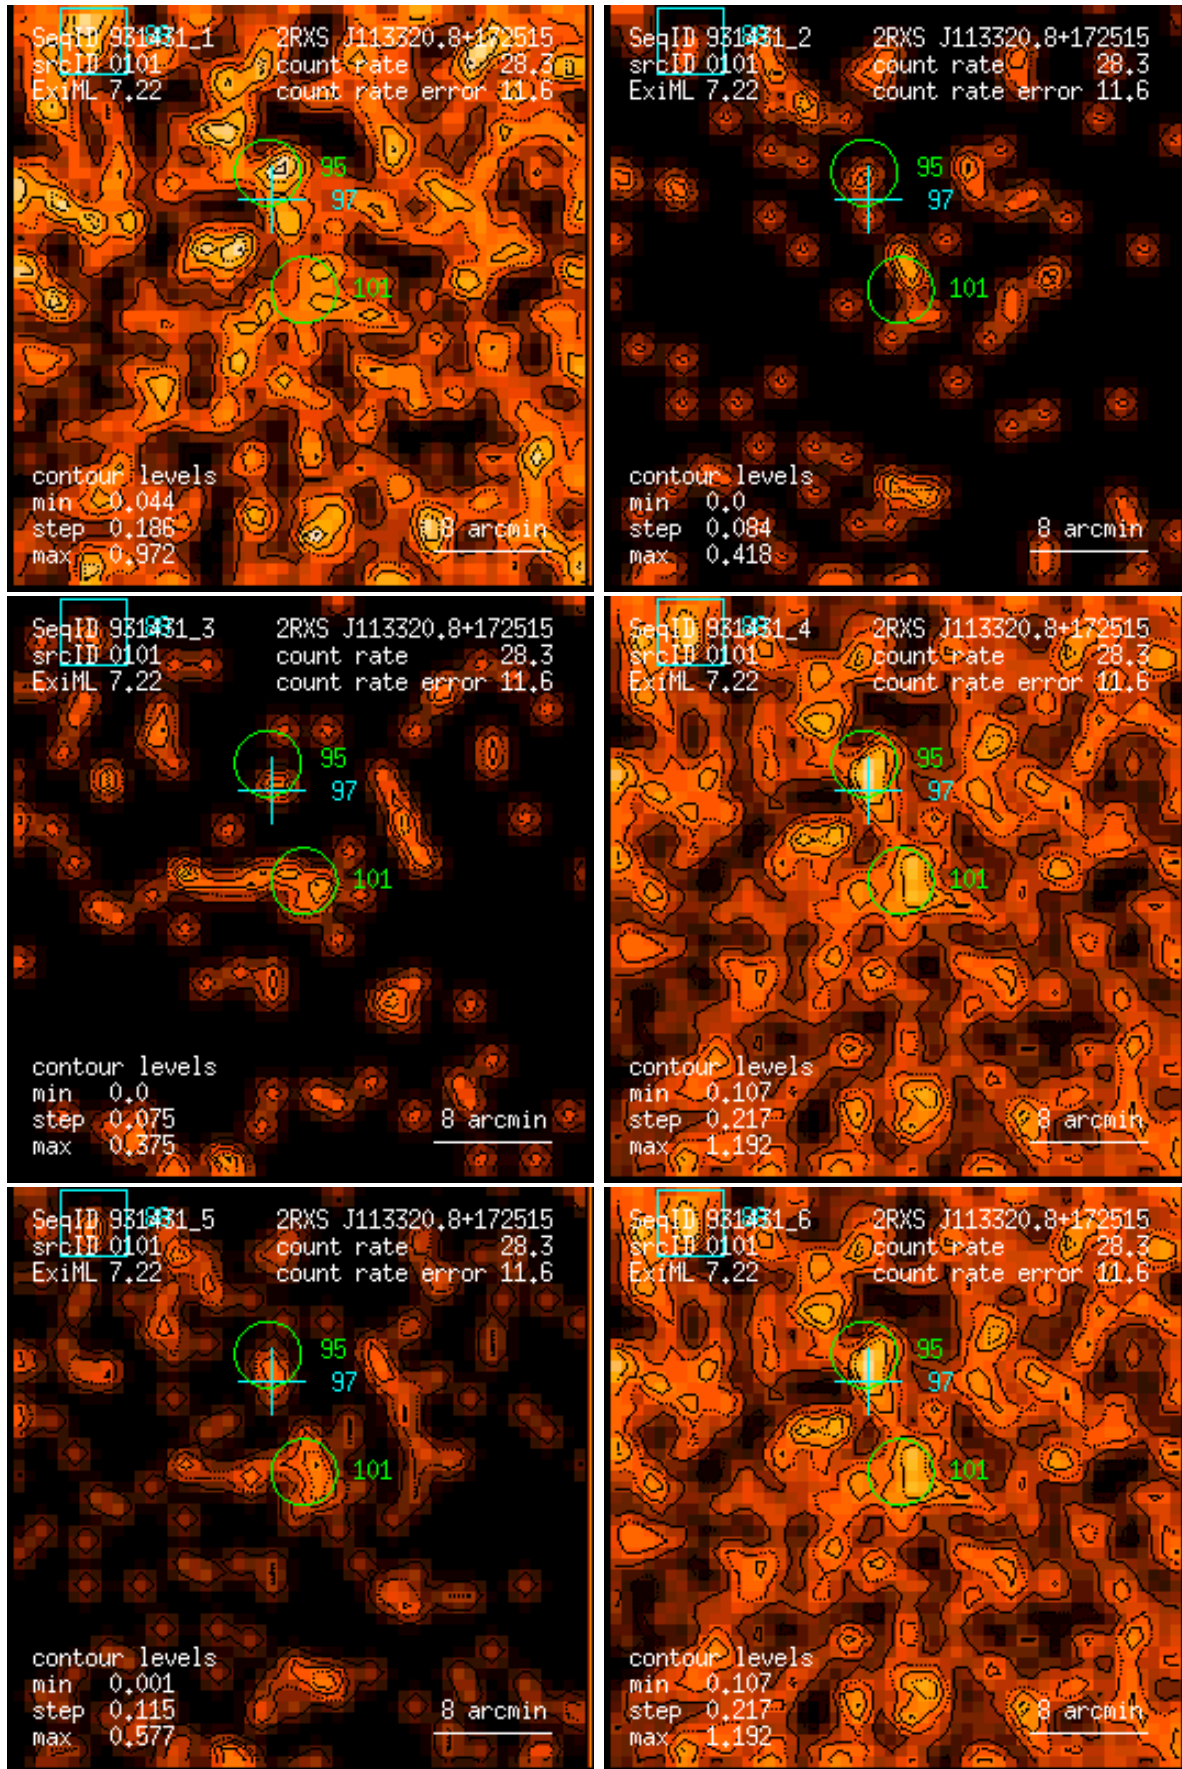 SeqID 931431_1 2RXS J113320.8+172515
srcID 0101 count rate 28.3
ExiML 7.22 count rate error 11.6
95
97
101
contour levels
min 0.044
step 0.186 8 arcmin
max 0.972
SeqID 931431_2 2RXS J113320.8+172515
srcID 0101 count rate 28.3
ExiML 7.22 count rate error 11.6
95
97
101
contour levels
min 0.0
step 0.084 8 arcmin
max 0.418
SeqID 931431_3 2RXS J113320.8+172515
srcID 0101 count rate 28.3
ExiML 7.22 count rate error 11.6
95
97
101
contour levels
min 0.0
step 0.075 8 arcmin
max 0.375
SeqID 931431_4 2RXS J113320.8+172515
srcID 0101 count rate 28.3
ExiML 7.22 count rate error 11.6
95
97
101
contour levels
min 0.107
step 0.217 8 arcmin
max 1.192
SeqID 931431_5 2RXS J113320.8+172515
srcID 0101 count rate 28.3
ExiML 7.22 count rate error 11.6
95
97
101
contour levels
min 0.001
step 0.115 8 arcmin
max 0.577
SeqID 931431_6 2RXS J113320.8+172515
srcID 0101 count rate 28.3
ExiML 7.22 count rate error 11.6
95
97
101
contour levels
min 0.107
step 0.217 8 arcmin
max 1.192